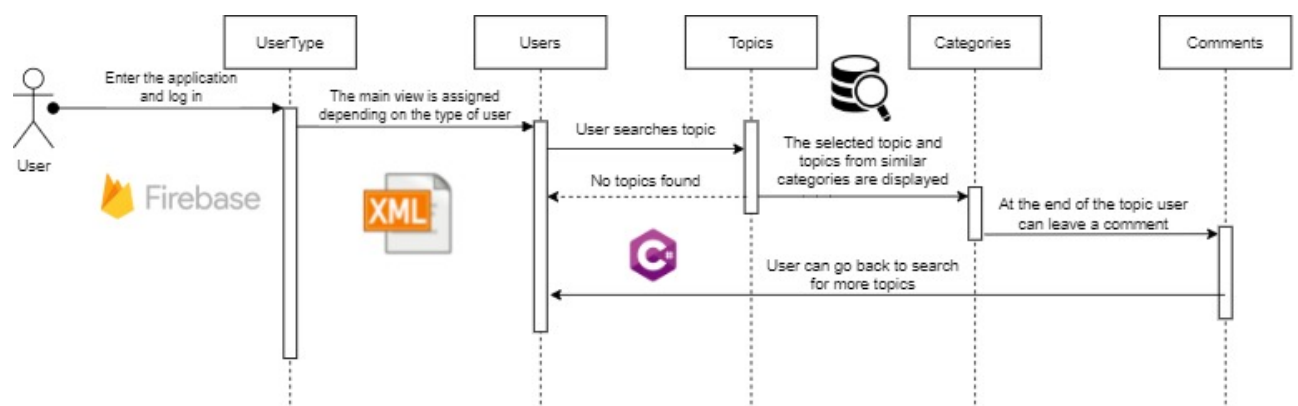 UserType
Users
Topics
Categories
Comments
Enter the application
and log in
User
The main view is assigned
depending on the type of user
User searches topic
The selected topic and
topics from similar
categories are displayed
No topics found
Firebase
XML
At the end of the topic user
can leave a comment
C#
User can go back to search
for more topics